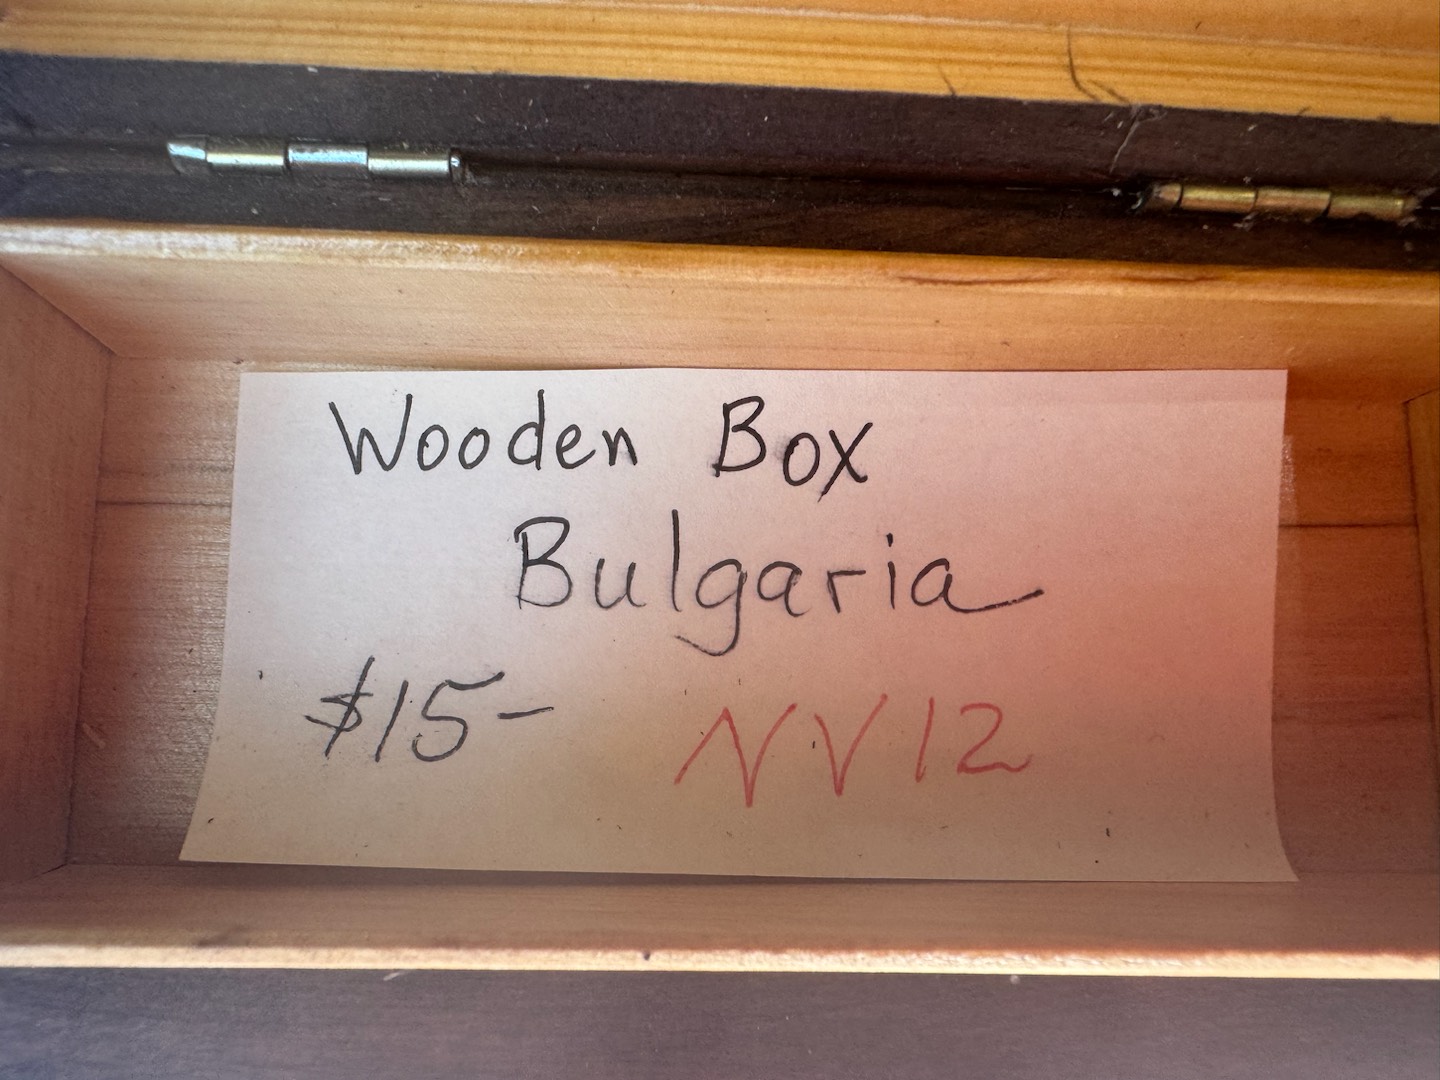 Wooden Box
Bulgaria
$15- NV12